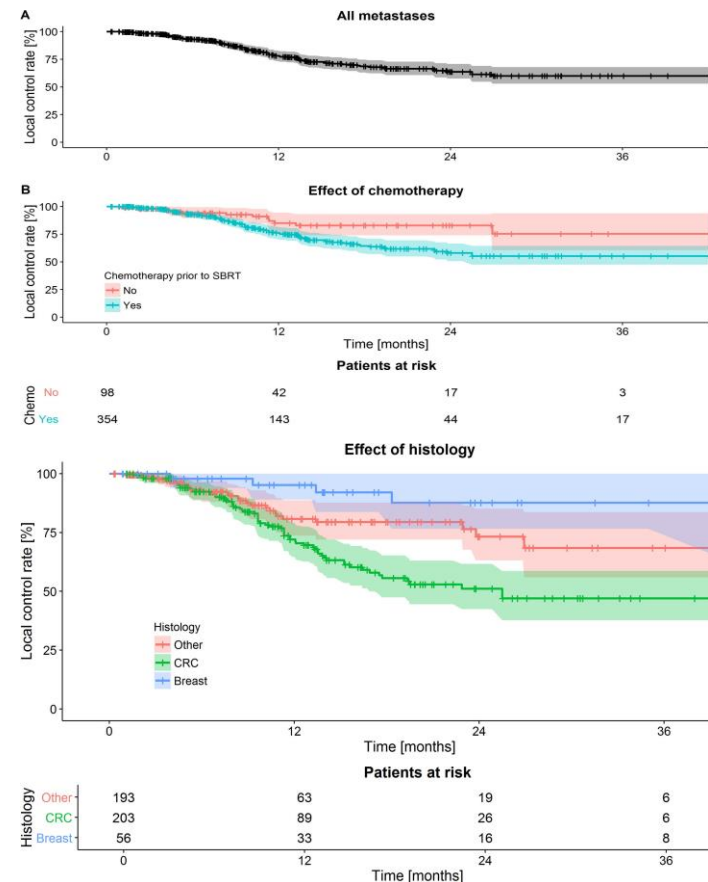 A
All metastases
Local control rate [%]
100
75
50
25
0
0 12 24 36
B
Effect of chemotherapy
Local control rate [%]
100
75
50
25
0
Chemotherapy prior to SBRT
No
Yes
0 12 24 36
Time [months]
Patients at risk
Chemo
No 98 42 17 3
Yes 354 143 44 17
Effect of histology
Local control rate [%]
100
75
50
25
0
Histology
Other
CRC
Breast
0 12 24 36
Time [months]
Patients at risk
Histology
Other 193 63 19 6
CRC 203 89 26 6
Breast 56 33 16 8
0 12 24 36
Time [months]